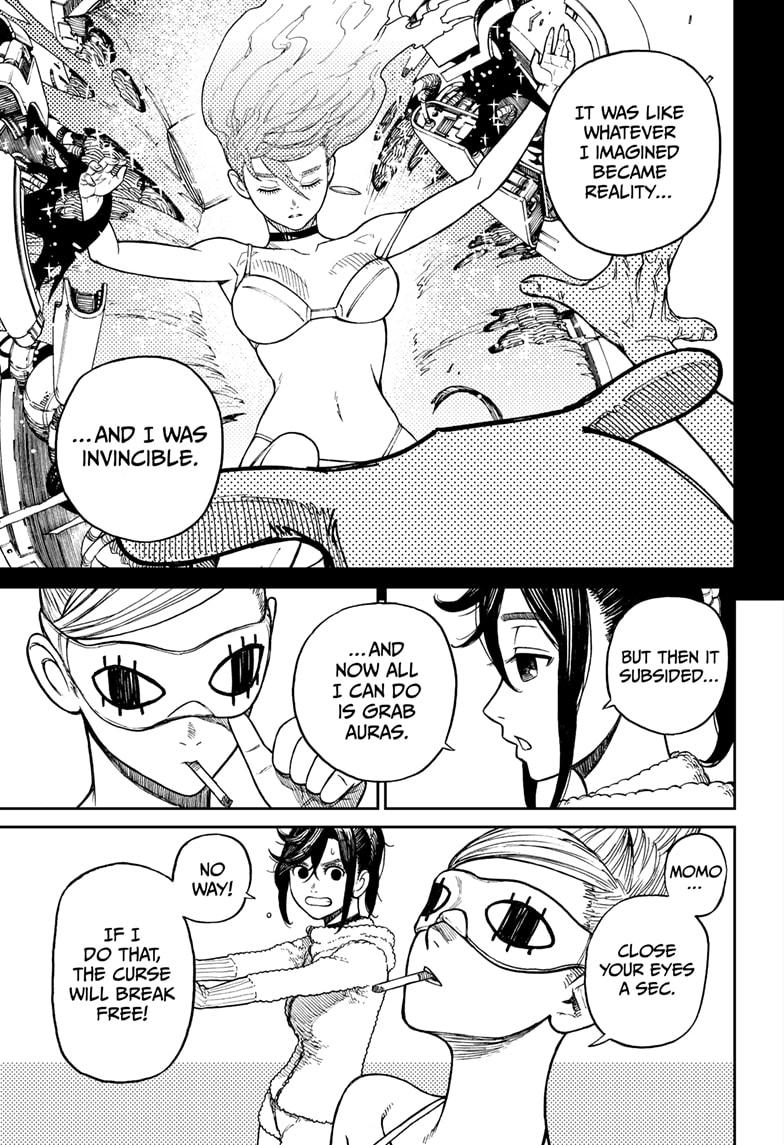 IT WAS LIKE
WHATEVER
I IMAGINED
BECAME
REALITY...
...AND I WAS
INVINCIBLE.
BUT THEN IT
SUBSIDED...
...AND
NOW ALL
I CAN DO
IS GRAB
AURAS.
MOMO
...
CLOSE
YOUR EYES
A SEC.
NO
WAY!
IF I
DO THAT,
THE CURSE
WILL BREAK
FREE!